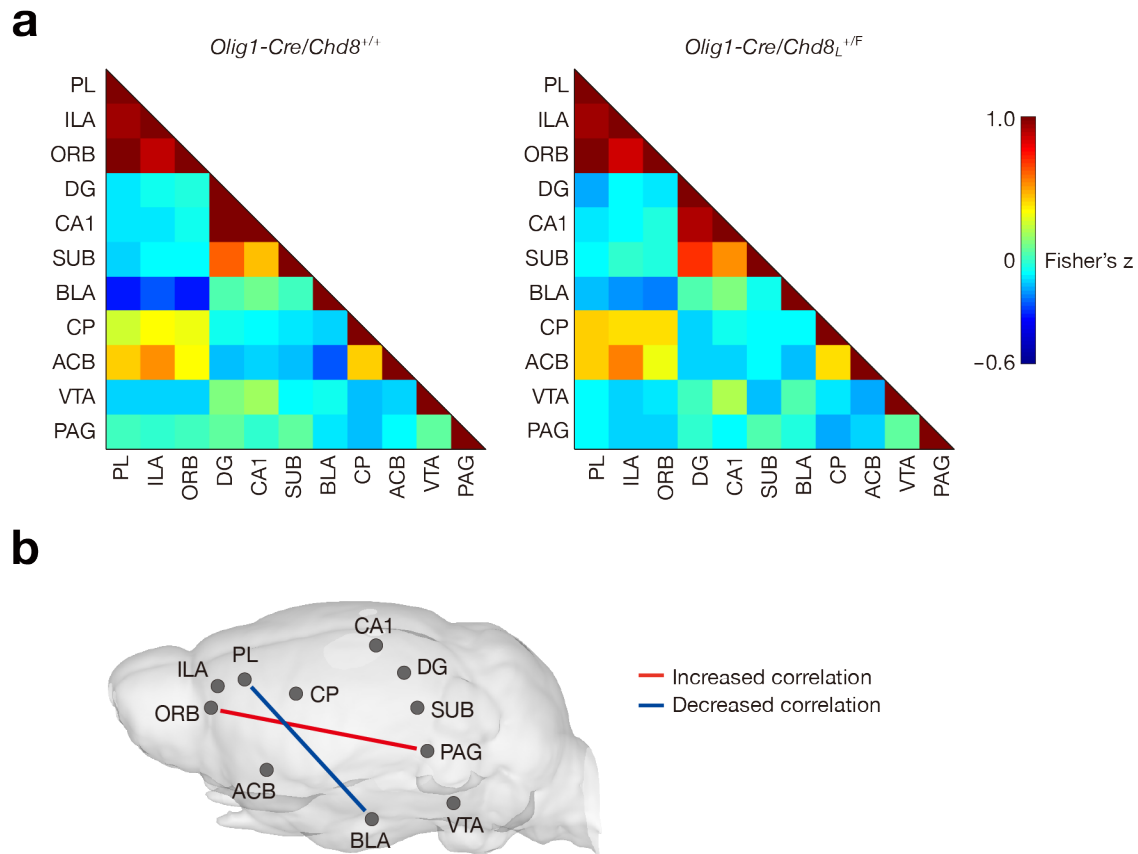 a
Olig1-Cre/Chd8+/+
Olig1-Cre/Chd8L+/F
PL
ILA
ORB
DG
CA1
SUB
BLA
CP
ACB
VTA
PAG
PL
ILA
ORB
DG
CA1
SUB
BLA
CP
ACB
VTA
PAG
PL
ILA
ORB
DG
CA1
SUB
BLA
CP
ACB
VTA
PAG
PL
ILA
ORB
DG
CA1
SUB
BLA
CP
ACB
VTA
PAG
1.0
0
Fisher's z
−0.6
b
CA1
PL
ILA
DG
CP
ORB
SUB
PAG
ACB
VTA
BLA
Increased correlation
Decreased correlation